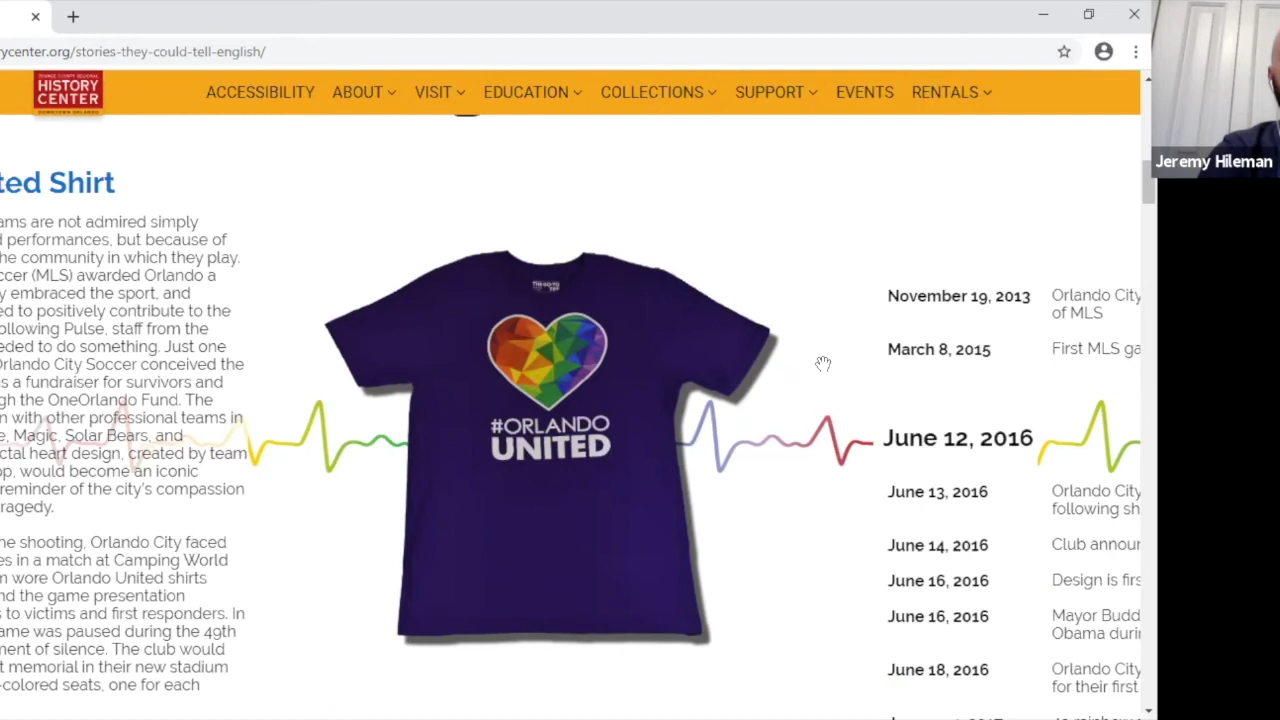 ycenter.org/stories-they-could-tell-english/
HISTORY
CENTER
ACCESSIBILITY ABOUT VISIT EDUCATION COLLECTIONS SUPPORT EVENTS RENTALS
Jeremy Hileman
ted Shirt
ams are not admired simply
d performances, but because of
he community in which they play.
ccer (MLS) awarded Orlando a
y embraced the sport, and
ed to positively contribute to the
ollowing Pulse, staff from the
eded to do something. Just one
Orlando City Soccer conceived the
s a fundraiser for survivors and
gh the OneOrlando Fund. The
n with other professional teams in
e, Magic, Solar Bears, and
ctal heart design, created by team
op, would become an iconic
reminder of the city's compassion
ragedy.
he shooting, Orlando City faced
es in a match at Camping World
m wore Orlando United shirts
nd the game presentation
s to victims and first responders. In
ame was paused during the 49th
ment of silence. The club would
t memorial in their new stadium
-colored seats, one for each
#ORLANDO
UNITED
November 19, 2013 Orlando City
of MLS
March 8, 2015 First MLS ga
June 12, 2016
June 13, 2016 Orlando City
following sh
June 14, 2016 Club announ
June 16, 2016 Design is firs
June 16, 2016 Mayor Budd
Obama durin
June 18, 2016 Orlando City
for their first